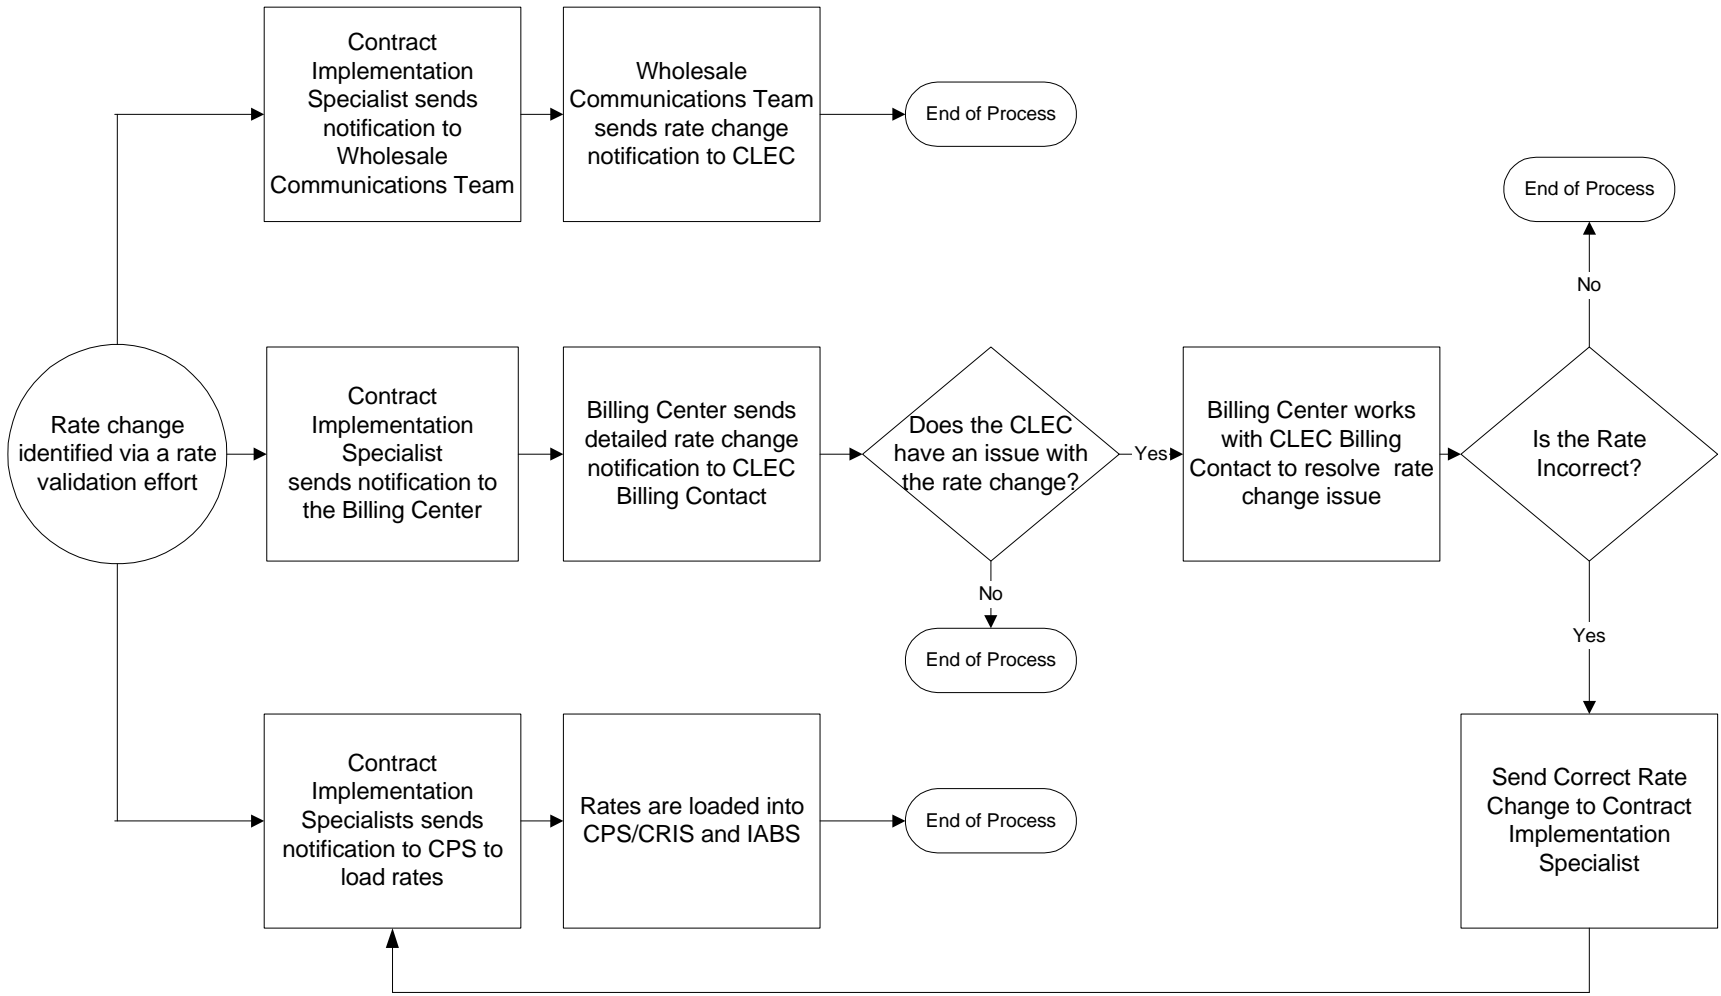 Contract
Implementation
Specialist sends
notification to
Wholesale
Communications Team
Wholesale
Communications Team
sends rate change
notification to CLEC
End of Process
End of Process
No
Rate change
identified via a rate
validation effort
Contract
Implementation
Specialist
sends notification to
the Billing Center
Billing Center sends
detailed rate change
notification to CLEC
Billing Contact
Does the CLEC
have an issue with
the rate change?
Yes
Billing Center works
with CLEC Billing
Contact to resolve rate
change issue
Is the Rate
Incorrect?
No
End of Process
Yes
Contract
Implementation
Specialists sends
notification to CPS to
load rates
Rates are loaded into
CPS/CRIS and IABS
End of Process
Send Correct Rate
Change to Contract
Implementation
Specialist